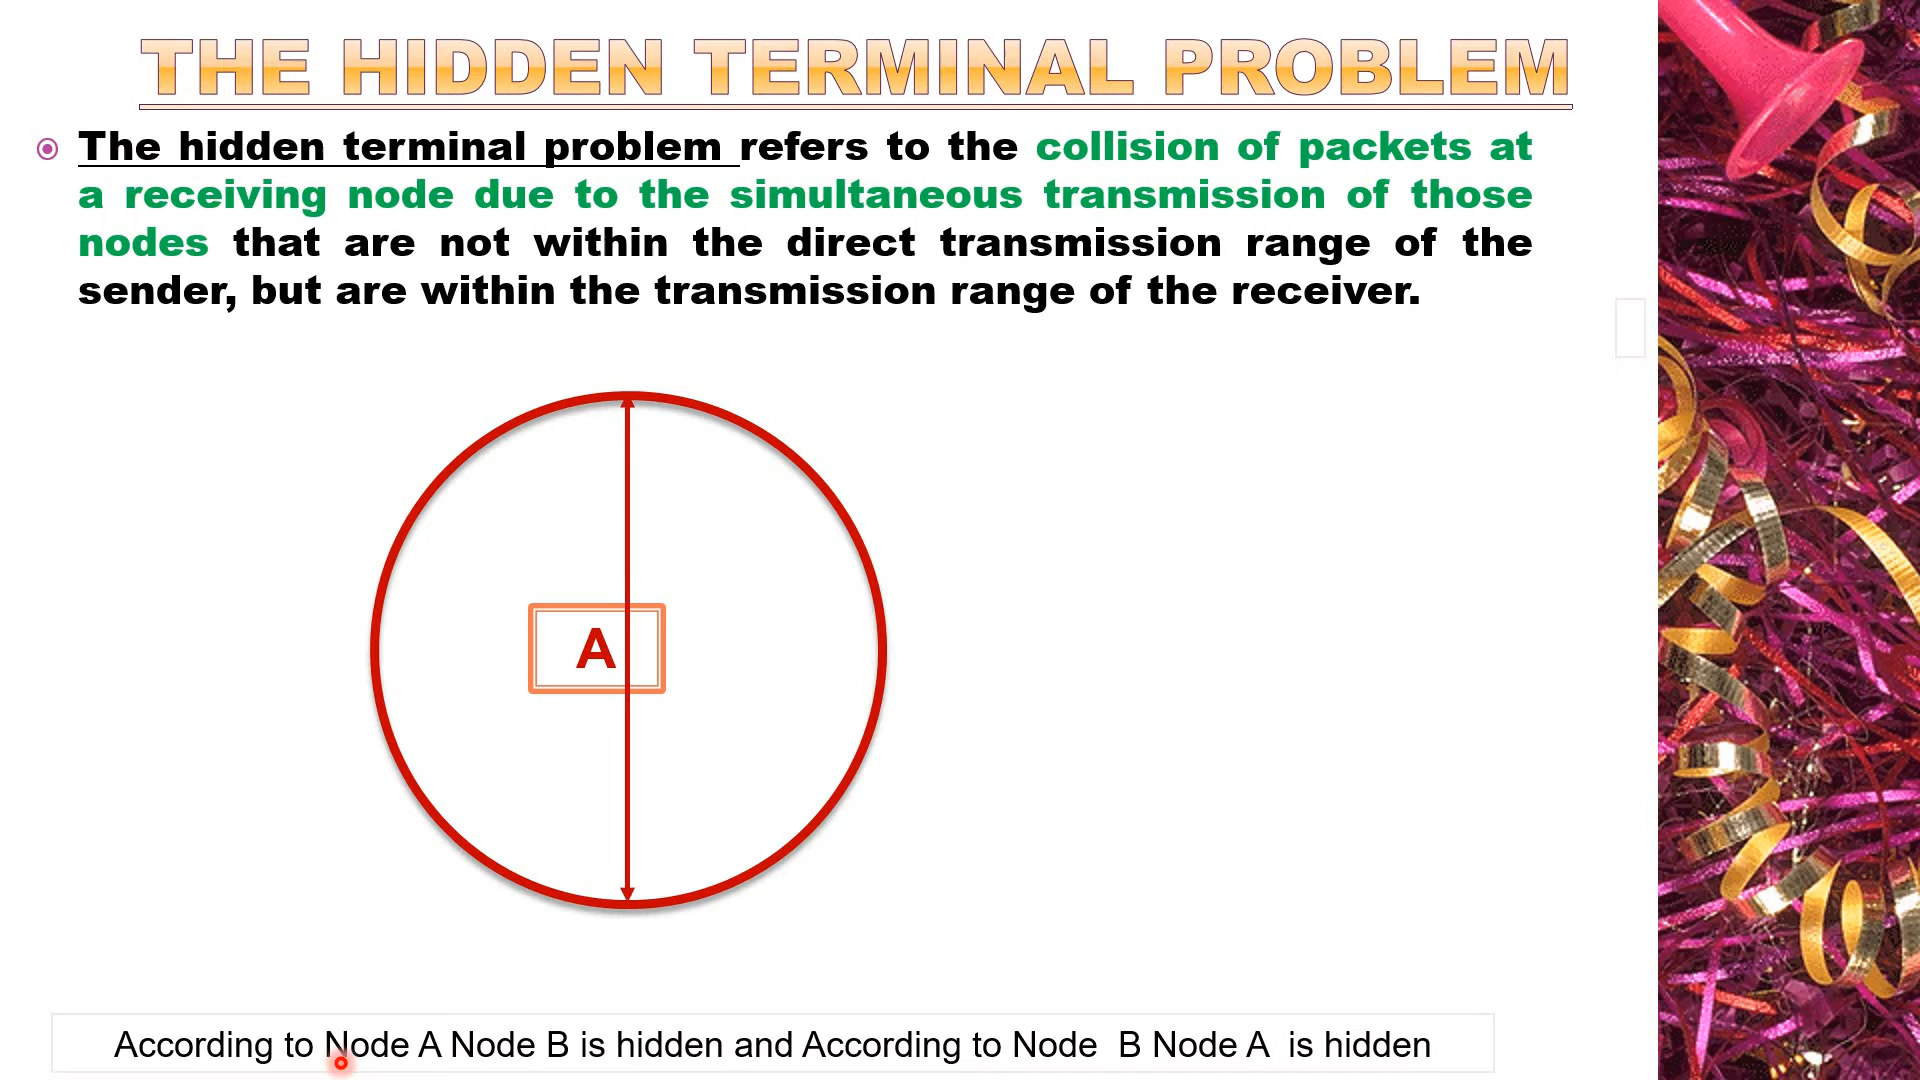 THE HIDDEN TERMINAL PROBLEM
The hidden terminal problem refers to the collision of packets at
a receiving node due to the simultaneous transmission of those
nodes that are not within the direct transmission range of the
sender, but are within the transmission range of the receiver.
A
According to Node A Node B is hidden and According to Node B Node A is hidden